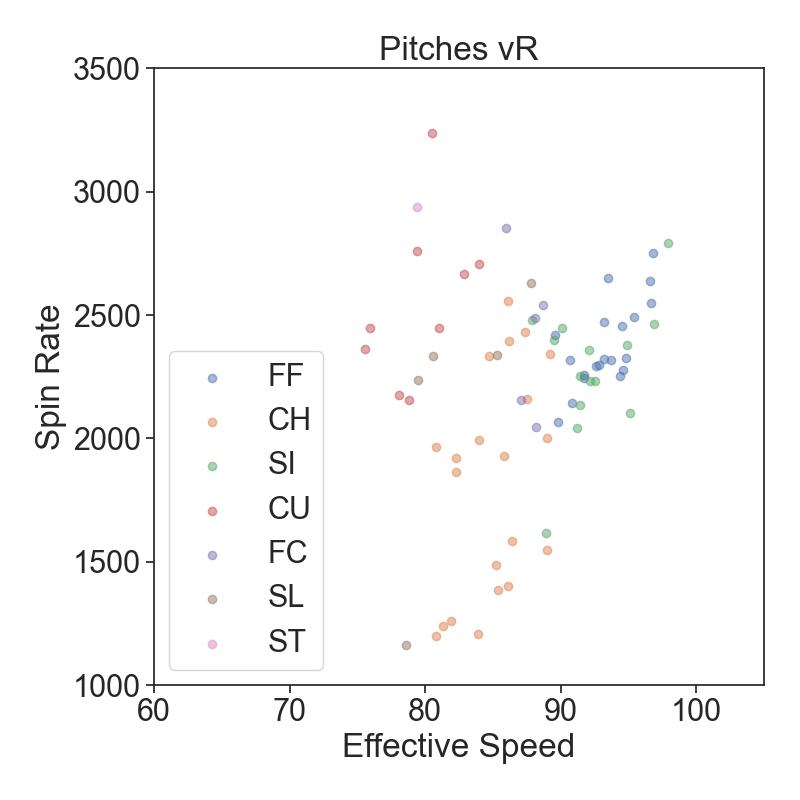 Pitches vR
3500
3000
2500
2000
1500
1000
Spin Rate
FF
CH
SI
CU
FC
SL
ST
60 70 80 90 100
Effective Speed